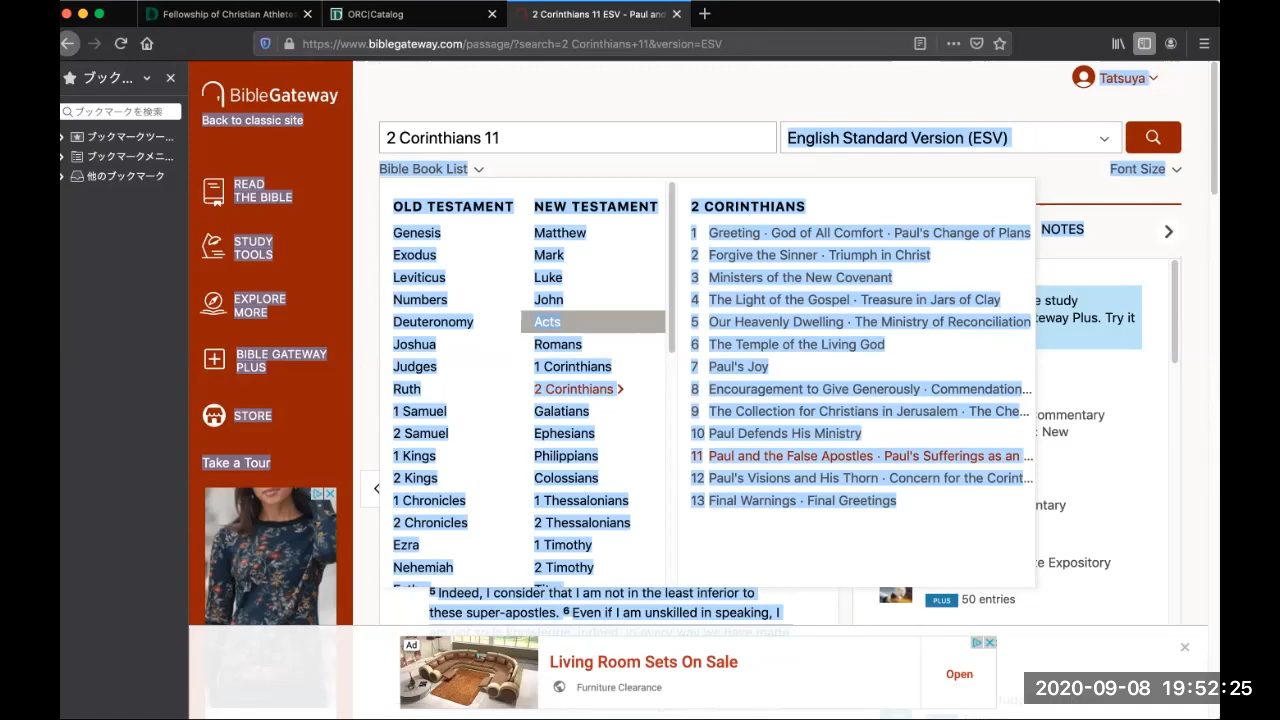 Fellowship of Christian Athletes
ORC|Catalog
2 Corinthians 11 ESV - Paul and
https://www.biblegateway.com/passage/?search=2 Corinthians+11&version=ESV
ブック...
ブックマークを検索
ブックマークツー...
ブックマークメニ...
他のブックマーク
BibleGateway
Back to classic site
READ
THE BIBLE
STUDY
TOOLS
EXPLORE
MORE
BIBLE GATEWAY
PLUS
STORE
Take a Tour
Tatsuya
2 Corinthians 11
English Standard Version (ESV)
Bible Book List
Font Size
OLD TESTAMENT
Genesis
Exodus
Leviticus
Numbers
Deuteronomy
Joshua
Judges
Ruth
1 Samuel
2 Samuel
1 Kings
2 Kings
1 Chronicles
2 Chronicles
Ezra
Nehemiah
NEW TESTAMENT
Matthew
Mark
Luke
John
Acts
Romans
1 Corinthians
2 Corinthians
Galatians
Ephesians
Philippians
Colossians
1 Thessalonians
2 Thessalonians
1 Timothy
2 Timothy
2 CORINTHIANS
1 Greeting · God of All Comfort · Paul's Change of Plans
2 Forgive the Sinner · Triumph in Christ
3 Ministers of the New Covenant
4 The Light of the Gospel · Treasure in Jars of Clay
5 Our Heavenly Dwelling · The Ministry of Reconciliation
6 The Temple of the Living God
7 Paul's Joy
8 Encouragement to Give Generously · Commendation...
9 The Collection for Christians in Jerusalem · The Che...
10 Paul Defends His Ministry
11 Paul and the False Apostles · Paul's Sufferings as an ...
12 Paul's Visions and His Thorn · Concern for the Corint...
13 Final Warnings · Final Greetings
NOTES
e study
eway Plus. Try it
ommentary
: New
ntary
e Expository
PLUS 50 entries
5 Indeed, I consider that I am not in the least inferior to
these super-apostles. 6 Even if I am unskilled in speaking, I
Ad
Living Room Sets On Sale
Furniture Clearance
Open
2020-09-08 19:52:25